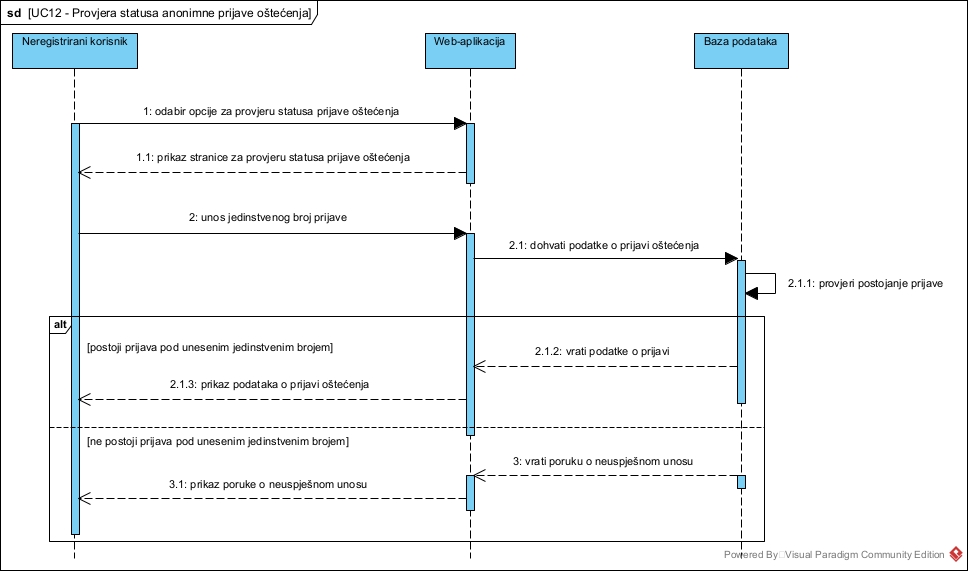 sd [UC12 - Provjera statusa anonimne prijave oštećenja]
Neregistrirani korisnik
Web-aplikacija
Baza podataka
1: odabir opcije za provjeru statusa prijave oštećenja
1.1: prikaz stranice za provjeru statusa prijave oštećenja
2: unos jedinstvenog broj prijave
2.1: dohvati podatke o prijavi oštećenja
2.1.1: provjeri postojanje prijave
alt
[postoji prijava pod unesenim jedinstvenim brojem]
2.1.2: vrati podatke o prijavi
2.1.3: prikaz podataka o prijavi oštećenja
[ne postoji prijava pod unesenim jedinstvenim brojem]
3: vrati poruku o neuspješnom unosu
3.1: prikaz poruke o neuspješnom unosu
Powered By Visual Paradigm Community Edition